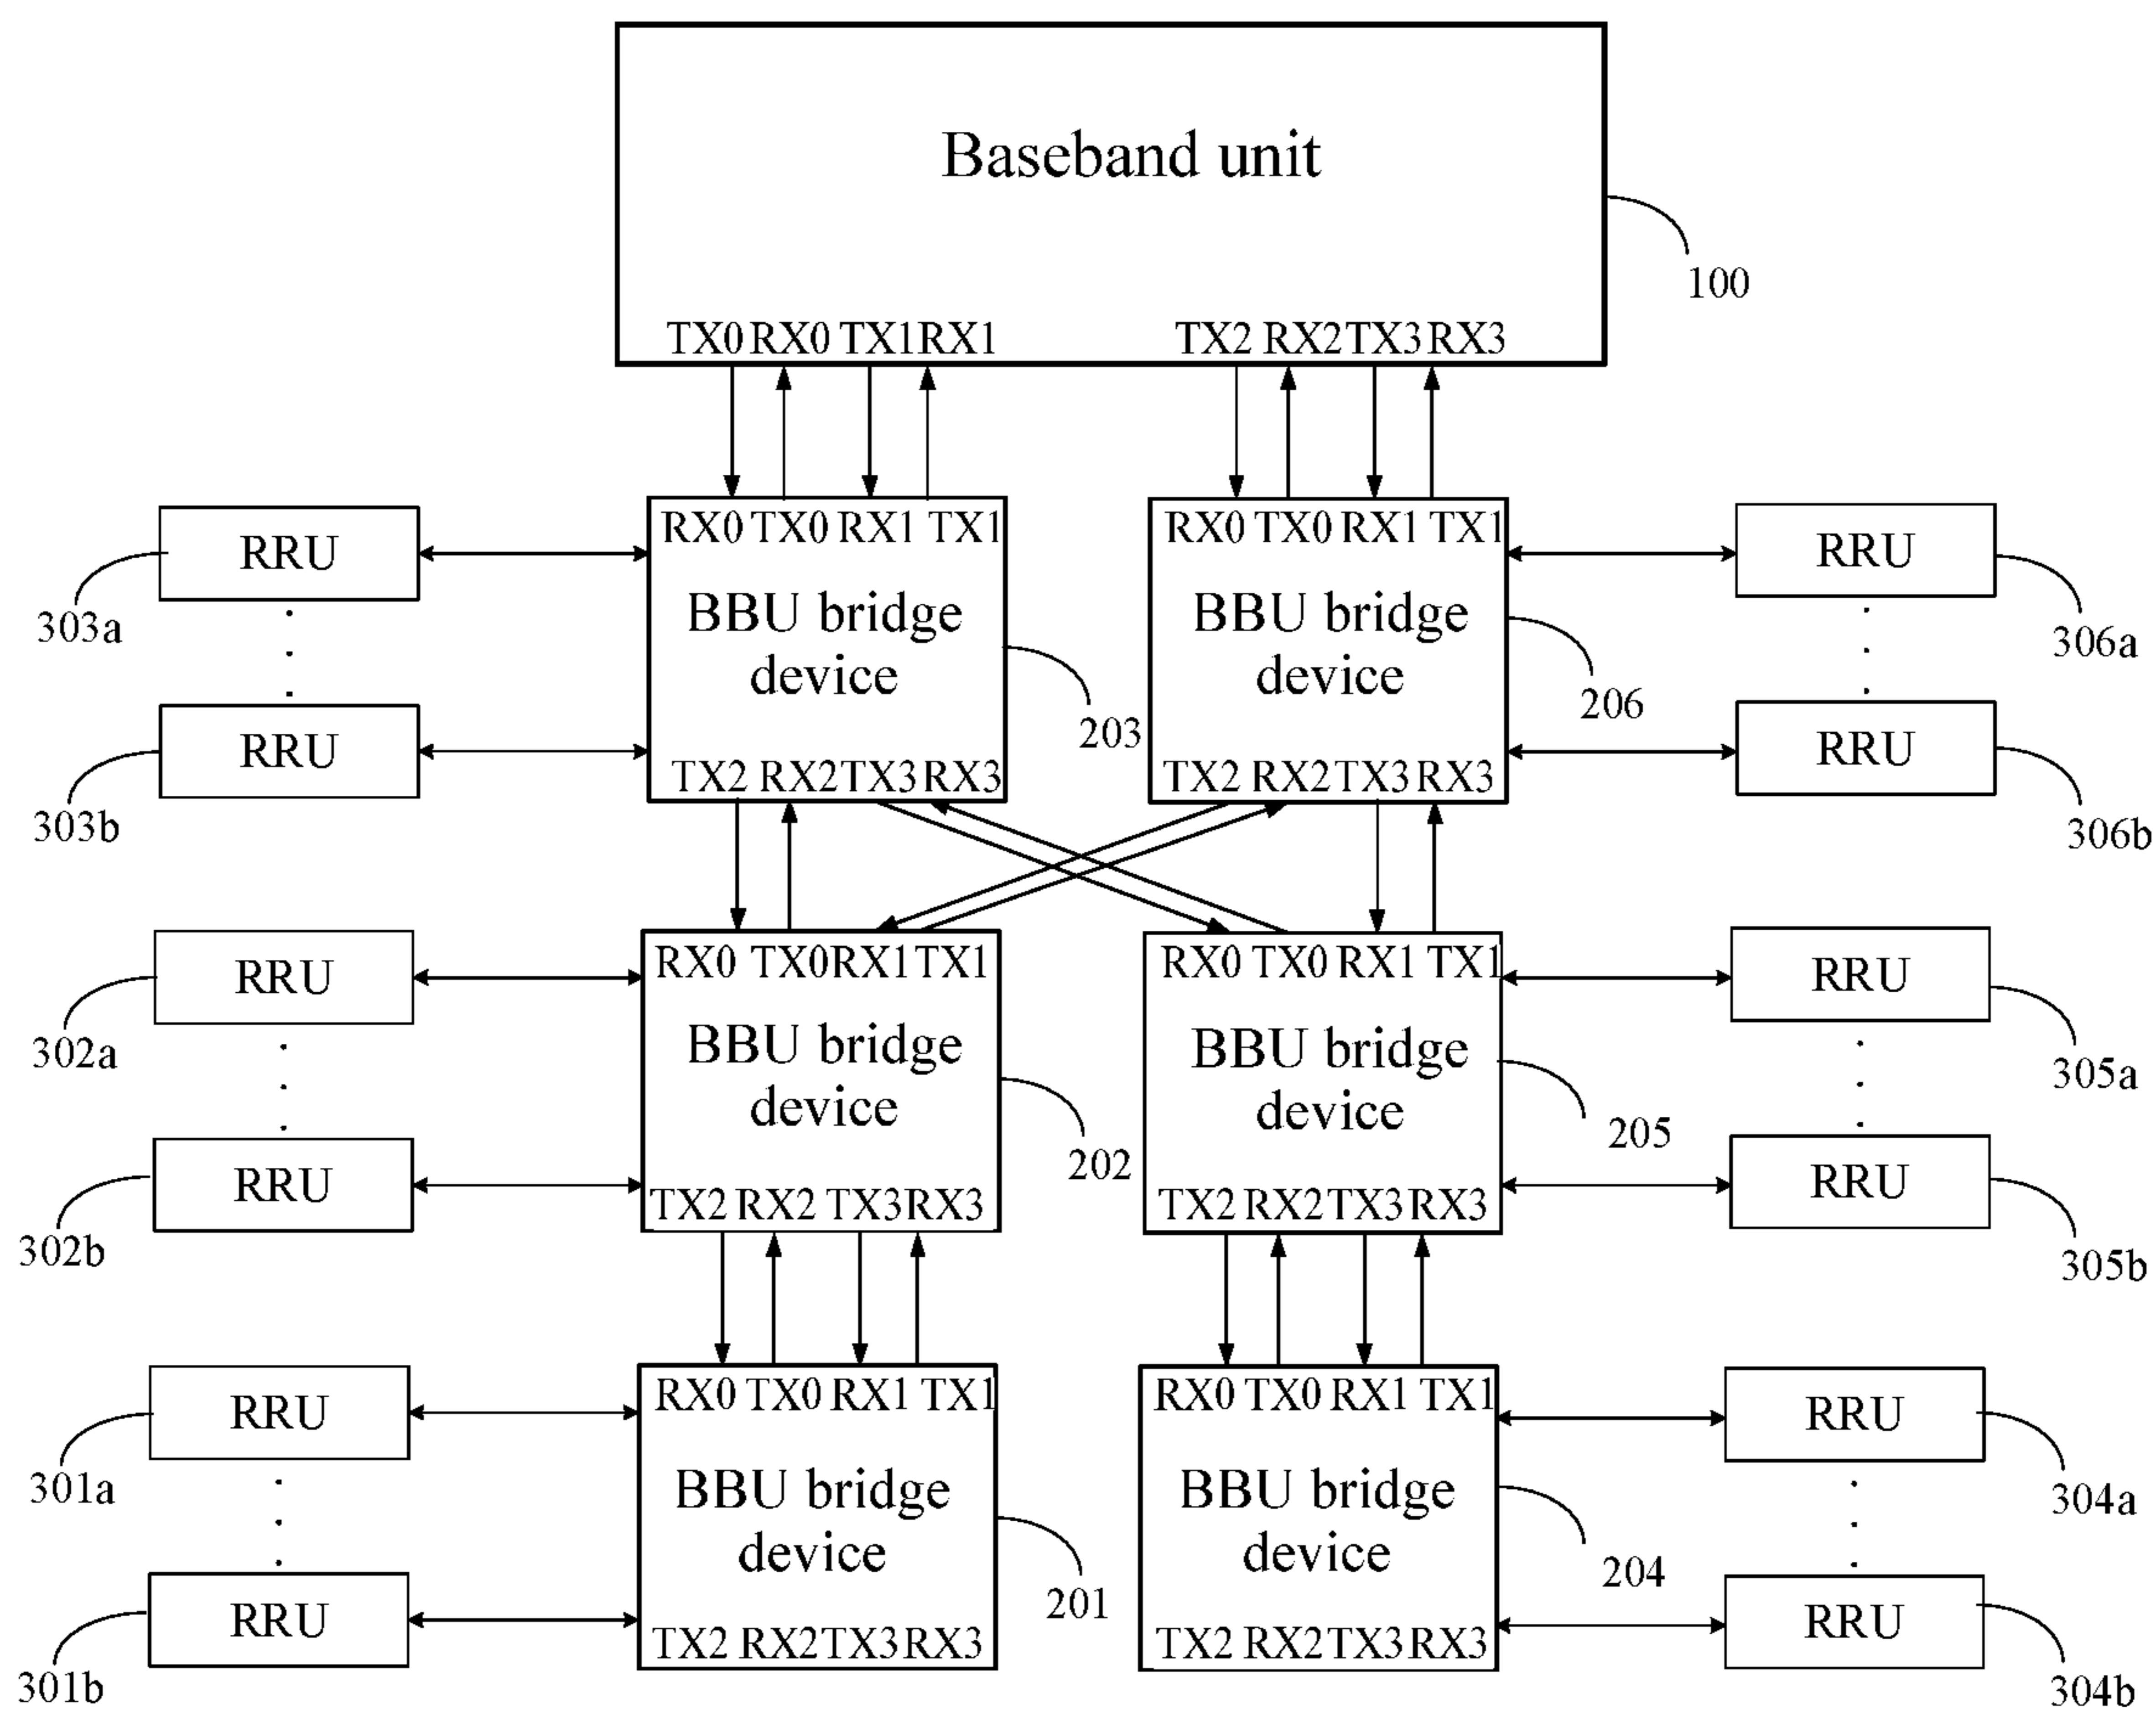 Baseband unit
100
TX0 RX0 TX1 RX1 TX2 RX2 TX3 RX3
RX0 TX0 RX1 TX1 RX0 TX0 RX1 TX1
RRU RRU
303a BBU bridge device 203 BBU bridge device 206 306a
RRU RRU
TX2 RX2 TX3 RX3 TX2 RX2 TX3 RX3
303b 306b
RX0 TX0 RX1 TX1 RX0 TX0 RX1 TX1
RRU RRU
302a BBU bridge device 202 BBU bridge device 205 305a
RRU RRU
TX2 RX2 TX3 RX3 TX2 RX2 TX3 RX3
302b 305b
RX0 TX0 RX1 TX1 RX0 TX0 RX1 TX1
RRU RRU
301a BBU bridge device 201 BBU bridge device 204 304a
RRU RRU
TX2 RX2 TX3 RX3 TX2 RX2 TX3 RX3
301b 304b